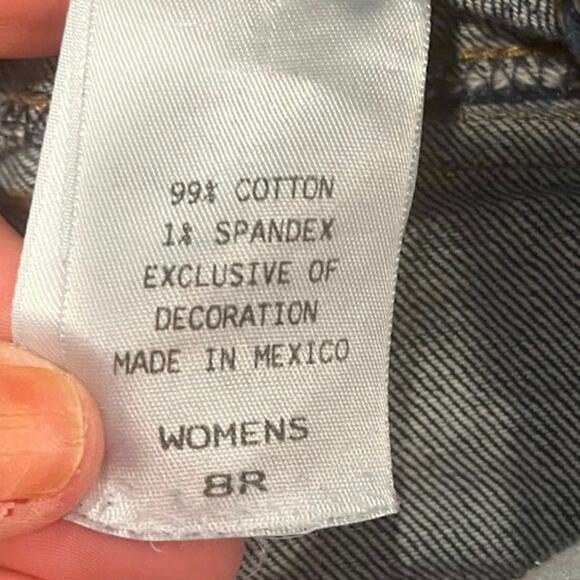 99% COTTON
1% SPANDEX
EXCLUSIVE OF
DECORATION
MADE IN MEXICO
WOMENS
8R